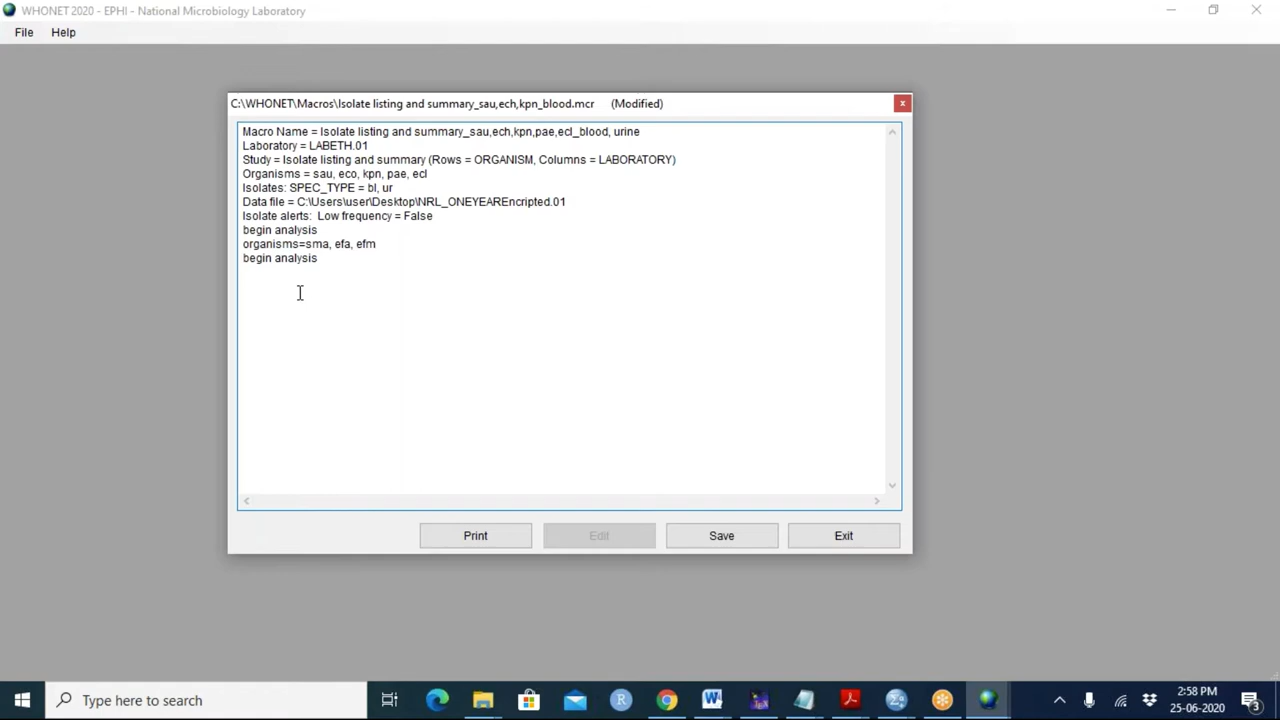 WHONET 2020 - EPHI - National Microbiology Laboratory
File Help
C:\WHONET\Macros\Isolate listing and summary_sau,ech,kpn_blood.mcr (Modified)
Macro Name = Isolate listing and summary_sau,ech,kpn,pae,ecl_blood, urine
Laboratory = LABETH.01
Study = Isolate listing and summary (Rows = ORGANISM, Columns = LABORATORY)
Organisms = sau, eco, kpn, pae, ecl
Isolates: SPEC_TYPE = bl, ur
Data file = C:\Users\user\Desktop\NRL_ONEYEAREncripted.01
Isolate alerts:  Low frequency = False
begin analysis
organisms=sma, efa, efm
begin analysis
Print Edit Save Exit
Type here to search
2:58 PM
25-06-2020